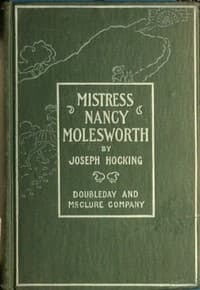 MISTRESS
NANCY
MOLESWORTH
BY
JOSEPH HOCKING
DOUBLEDAY AND
McCLURE COMPANY